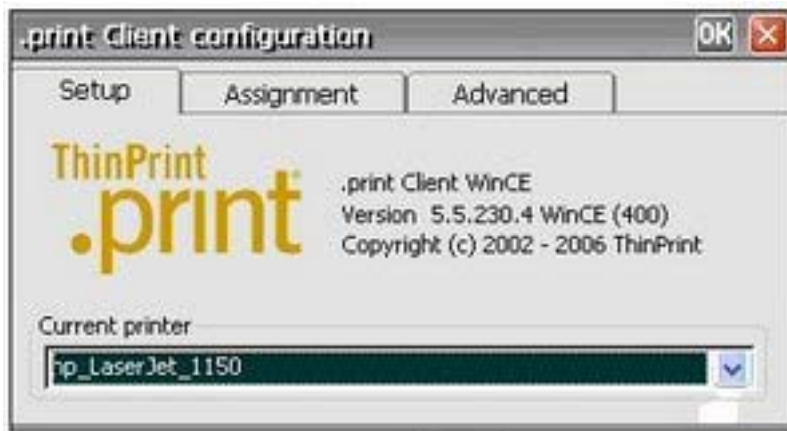 .print Client configuration OK
Setup Assignment Advanced
ThinPrint
.print
.print Client WinCE
Version 5.5.230.4 WinCE (400)
Copyright (c) 2002 - 2006 ThinPrint
Current printer
hp_LaserJet_1150